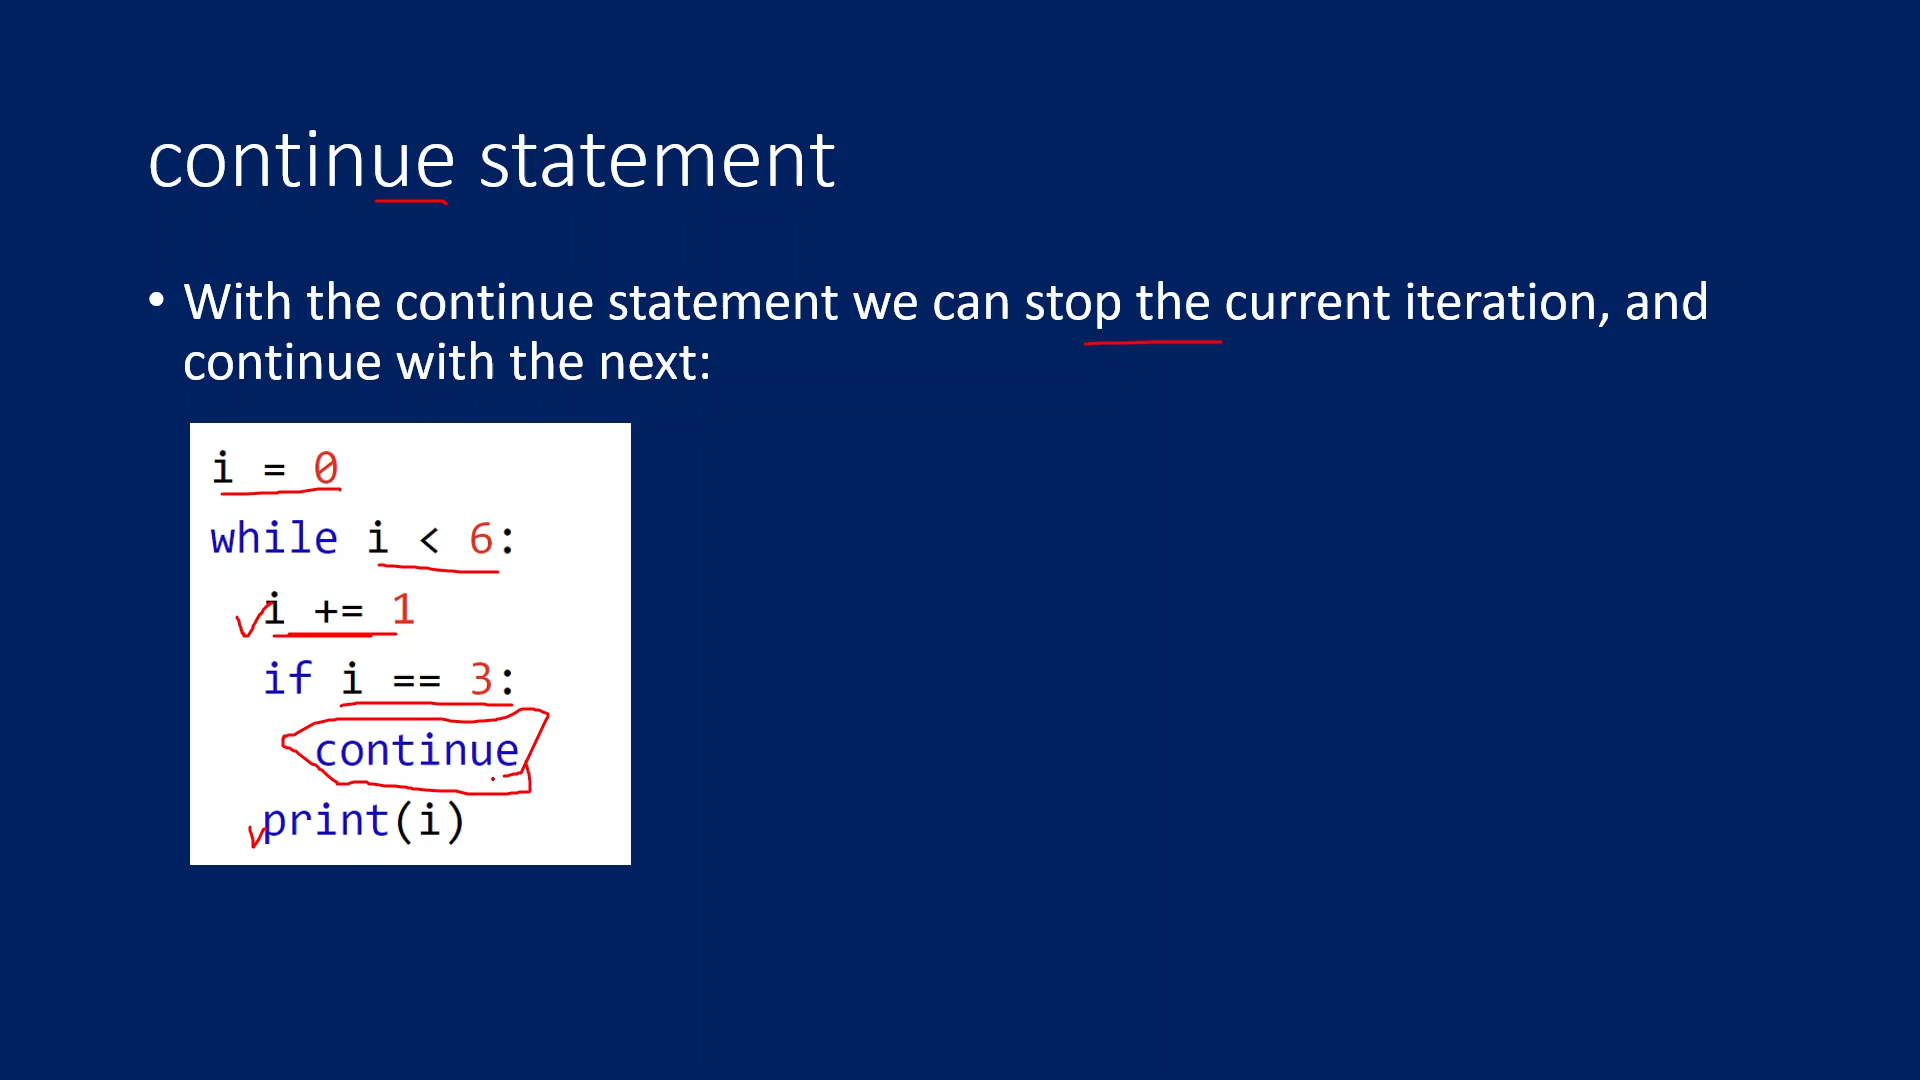 continue statement
• With the continue statement we can stop the current iteration, and
continue with the next:
i = 0
while i < 6:
  i += 1
  if i == 3:
    continue
  print(i)